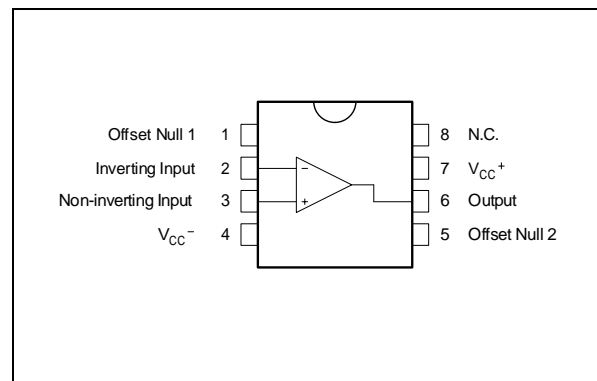 Offset Null 1 1
Inverting Input 2
Non-inverting Input 3
VCC− 4
−
+
8 N.C.
7 VCC+
6 Output
5 Offset Null 2